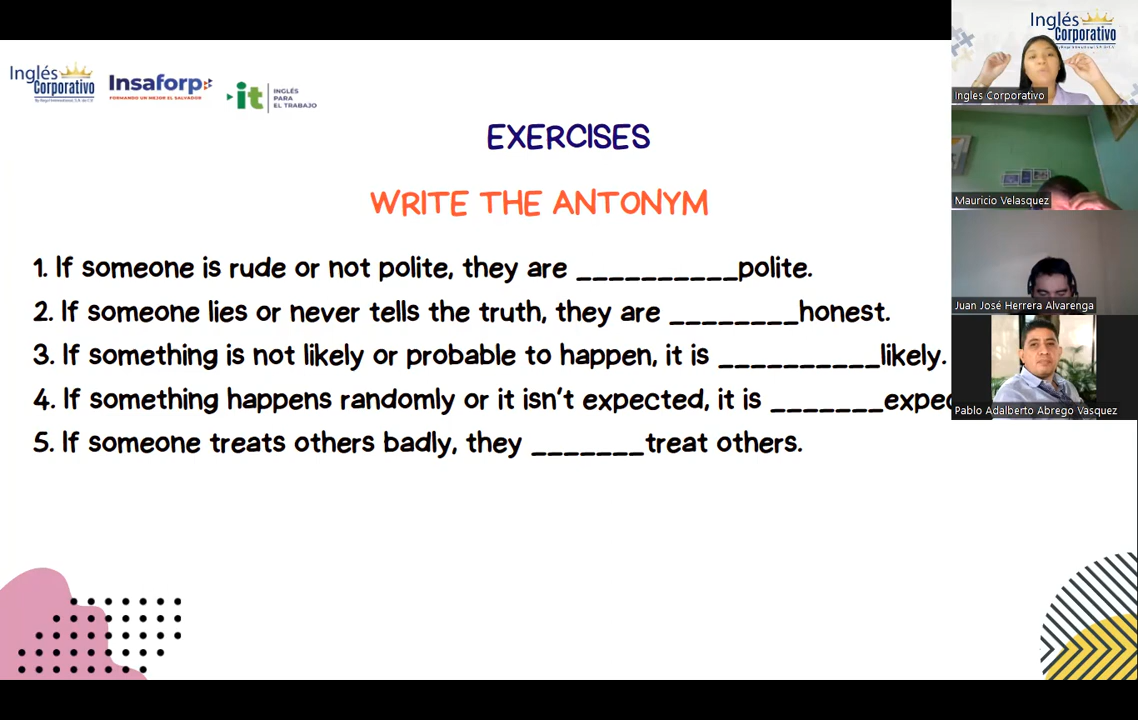 Inglés
Corporativo
Insaforp
FORMANDO UN MEJOR EL SALVADOR
it
INGLÉS
PARA
EL TRABAJO
EXERCISES
WRITE THE ANTONYM
1. If someone is rude or not polite, they are __________polite.
2. If someone lies or never tells the truth, they are ________honest.
3. If something is not likely or probable to happen, it is __________likely.
4. If something happens randomly or it isn't expected, it is _______expec
5. If someone treats others badly, they _______treat others.
Inglés
Corporativo
Ingles Corporativo
Mauricio Velasquez
Juan José Herrera Alvarenga
Pablo Adalberto Abrego Vasquez